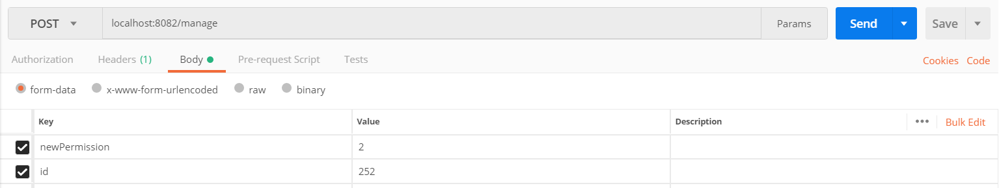 POST localhost:8082/manage Params Send Save
Authorization Headers (1) Body Pre-request Script Tests Cookies Code
form-data x-www-form-urlencoded raw binary
Key Value Description ••• Bulk Edit
newPermission 2
id 252